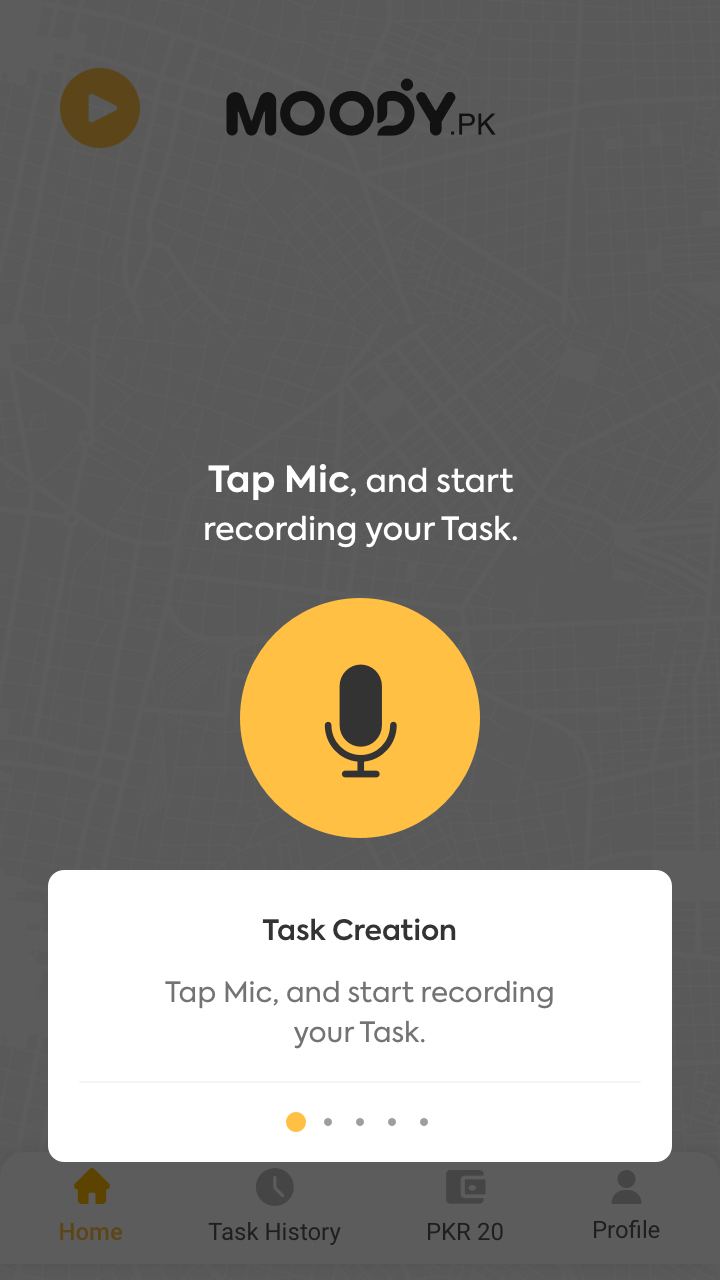 MOODY.PK
Tap Mic, and start
recording your Task.
Task Creation
Tap Mic, and start recording
your Task.
Home
Task History
PKR 20
Profile